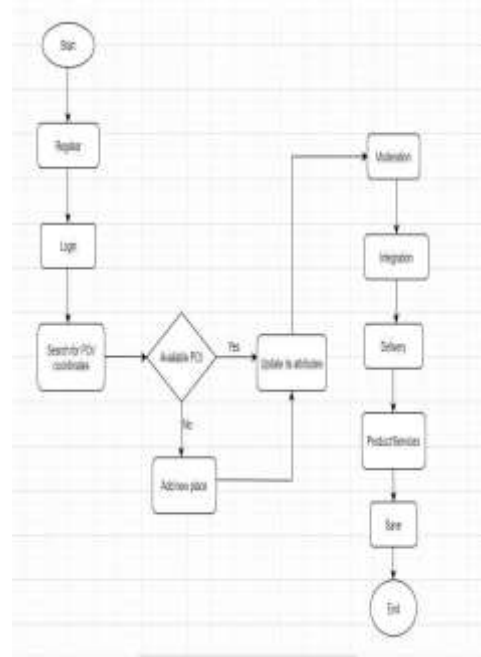 Start
Register
Login
Search for POI/
coordinates
Available POI
Yes
No
Update its attributes
Add new place
Moderation
Integration
Delivery
Product/Services
Save
End